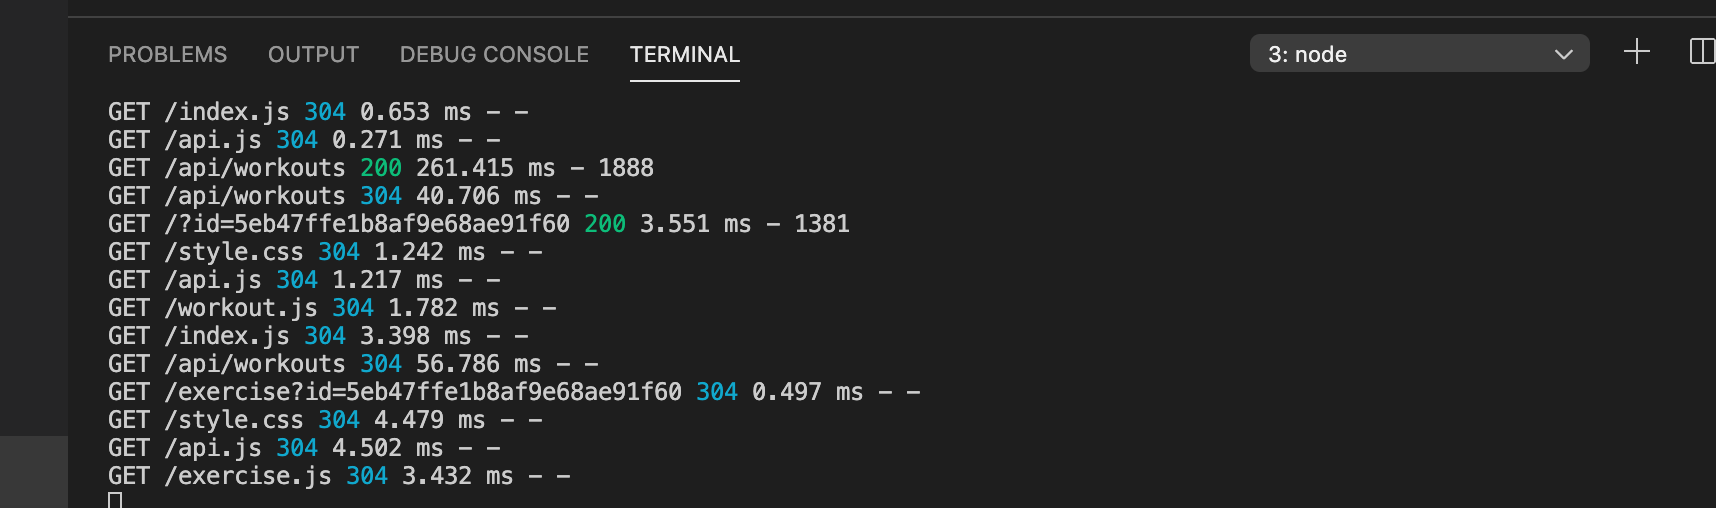 PROBLEMS OUTPUT DEBUG CONSOLE TERMINAL 3: node
GET /index.js 304 0.653 ms - -
GET /api.js 304 0.271 ms - -
GET /api/workouts 200 261.415 ms - 1888
GET /api/workouts 304 40.706 ms - -
GET /?id=5eb47ffe1b8af9e68ae91f60 200 3.551 ms - 1381
GET /style.css 304 1.242 ms - -
GET /api.js 304 1.217 ms - -
GET /workout.js 304 1.782 ms - -
GET /index.js 304 3.398 ms - -
GET /api/workouts 304 56.786 ms - -
GET /exercise?id=5eb47ffe1b8af9e68ae91f60 304 0.497 ms - -
GET /style.css 304 4.479 ms - -
GET /api.js 304 4.502 ms - -
GET /exercise.js 304 3.432 ms - -